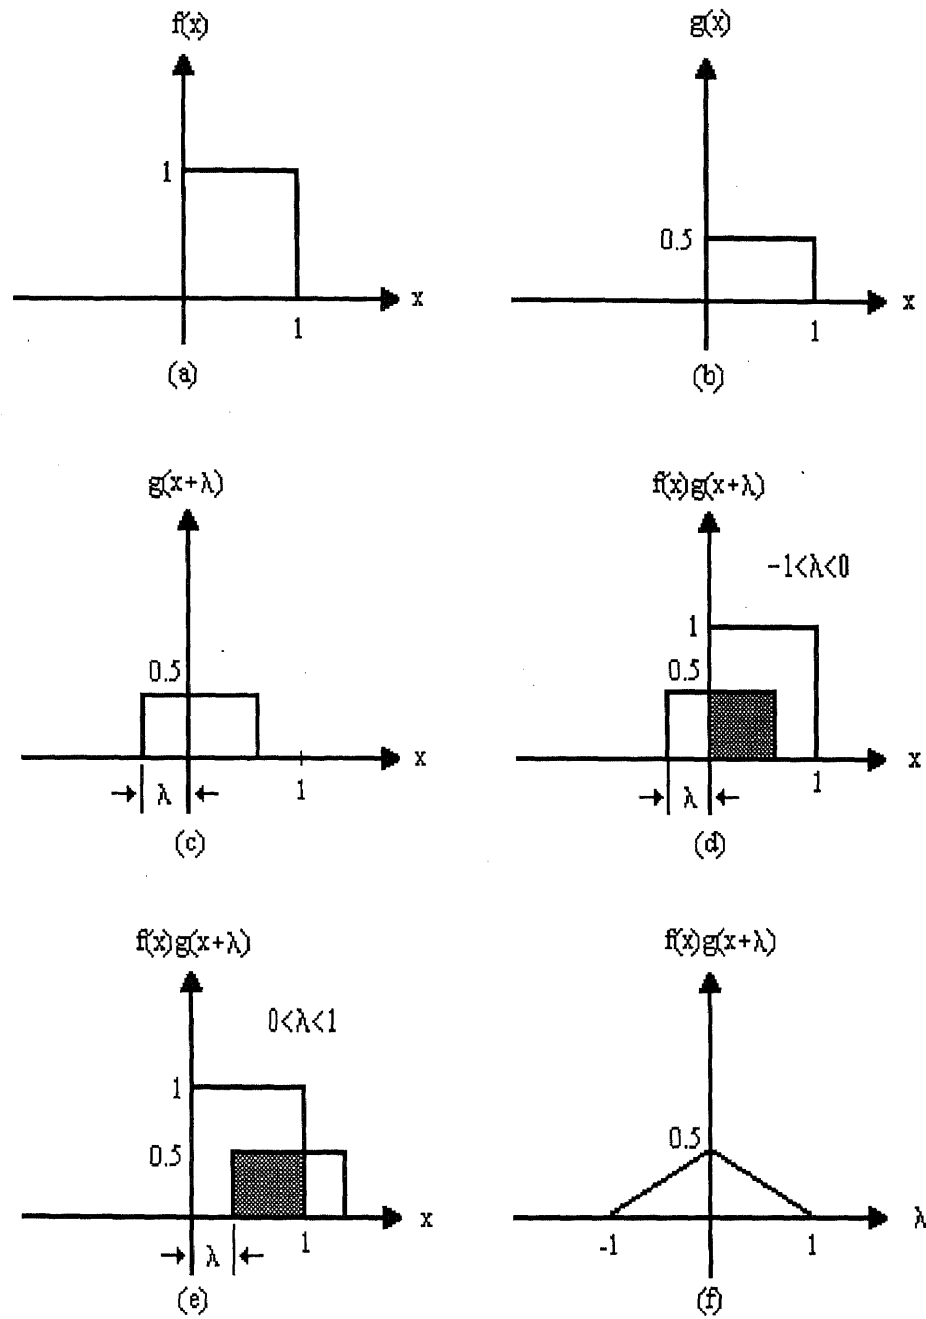 f(x)
g(x)
1
0.5
x
x
1
1
(a)
(b)
g(x+λ)
f(x)g(x+λ)
-1<λ<0
1
0.5
0.5
x
x
1
1
λ
λ
(c)
(d)
f(x)g(x+λ)
f(x)g(x+λ)
0<λ<1
1
0.5
0.5
x
λ
1
-1
1
λ
(e)
(f)